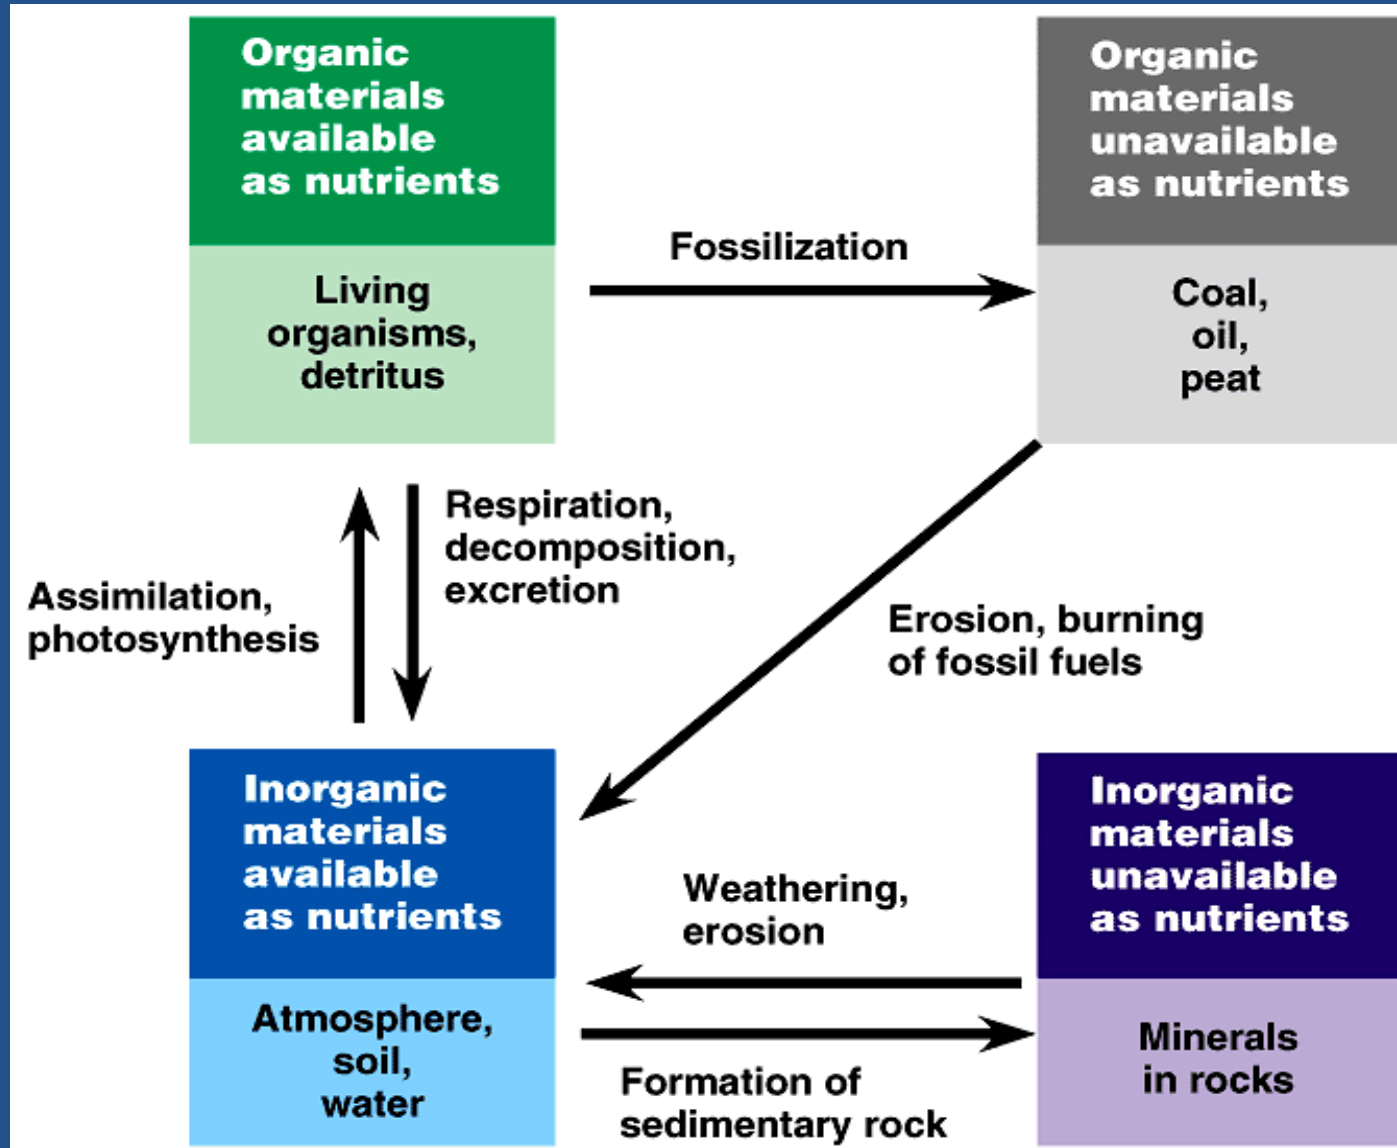 Organic
materials
available
as nutrients
Living
organisms,
detritus
Fossilization
Organic
materials
unavailable
as nutrients
Coal,
oil,
peat
Assimilation,
photosynthesis
Respiration,
decomposition,
excretion
Erosion, burning
of fossil fuels
Inorganic
materials
available
as nutrients
Atmosphere,
soil,
water
Weathering,
erosion
Formation of
sedimentary rock
Inorganic
materials
unavailable
as nutrients
Minerals
in rocks